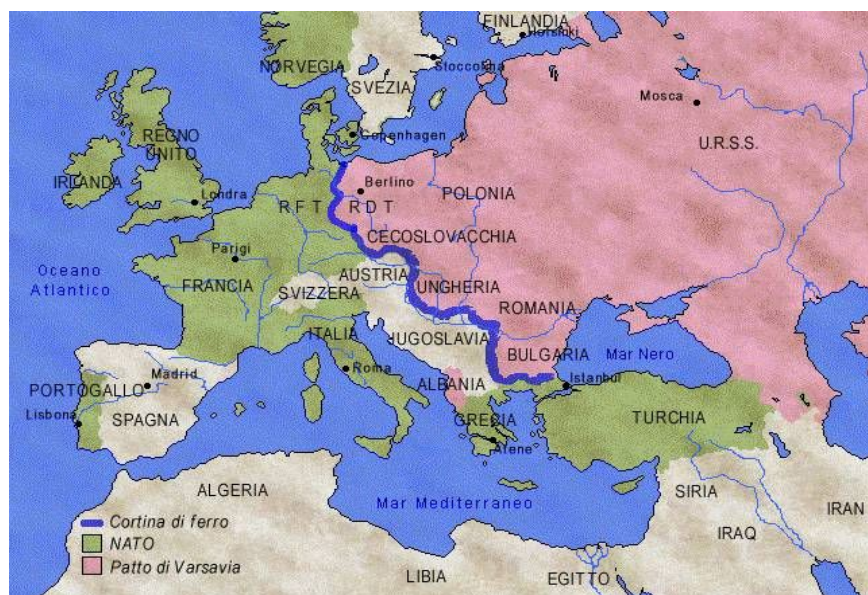 FINLANDIA
Helsinki
NORVEGIA
Stoccolma
SVEZIA
Mosca
REGNO
UNITO
Copenhagen
U.R.S.S.
IRLANDA
Londra
Berlino
POLONIA
RFT
RDT
CECOSLOVACCHIA
Parigi
Oceano
Atlantico
FRANCIA
AUSTRIA
SVIZZERA
UNGHERIA
ROMANIA
ITALIA
JUGOSLAVIA
Mar Nero
BULGARIA
PORTOGALLO
Madrid
Roma
ALBANIA
Istanbul
Lisbona
SPAGNA
GRECIA
TURCHIA
Atene
ALGERIA
Mar Mediterraneo
SIRIA
IRAN
IRAQ
Cortina di ferro
NATO
Patto di Varsavia
LIBIA
EGITTO